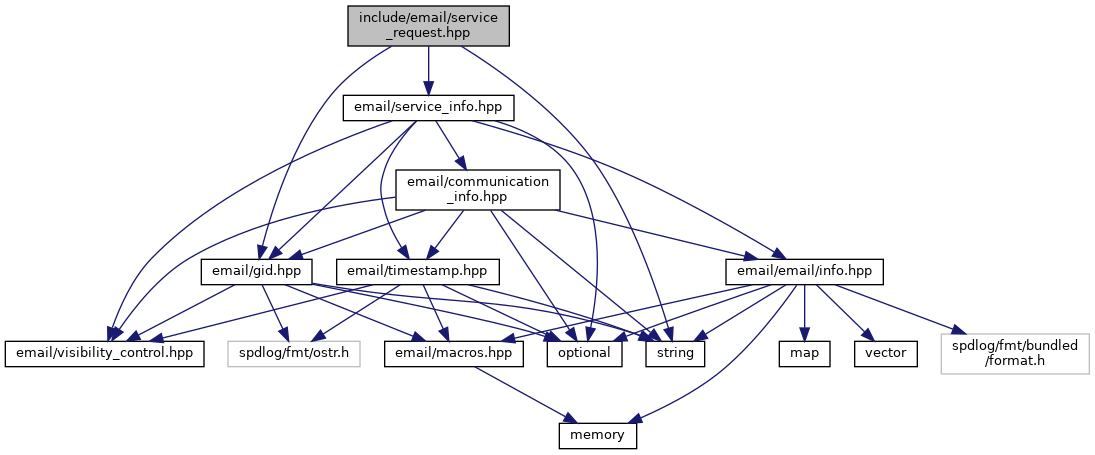 include/email/service
_request.hpp
email/service_info.hpp
email/communication
_info.hpp
email/gid.hpp
email/timestamp.hpp
email/email/info.hpp
email/visibility_control.hpp
spdlog/fmt/ostr.h
email/macros.hpp
optional
string
map
vector
spdlog/fmt/bundled
/format.h
memory